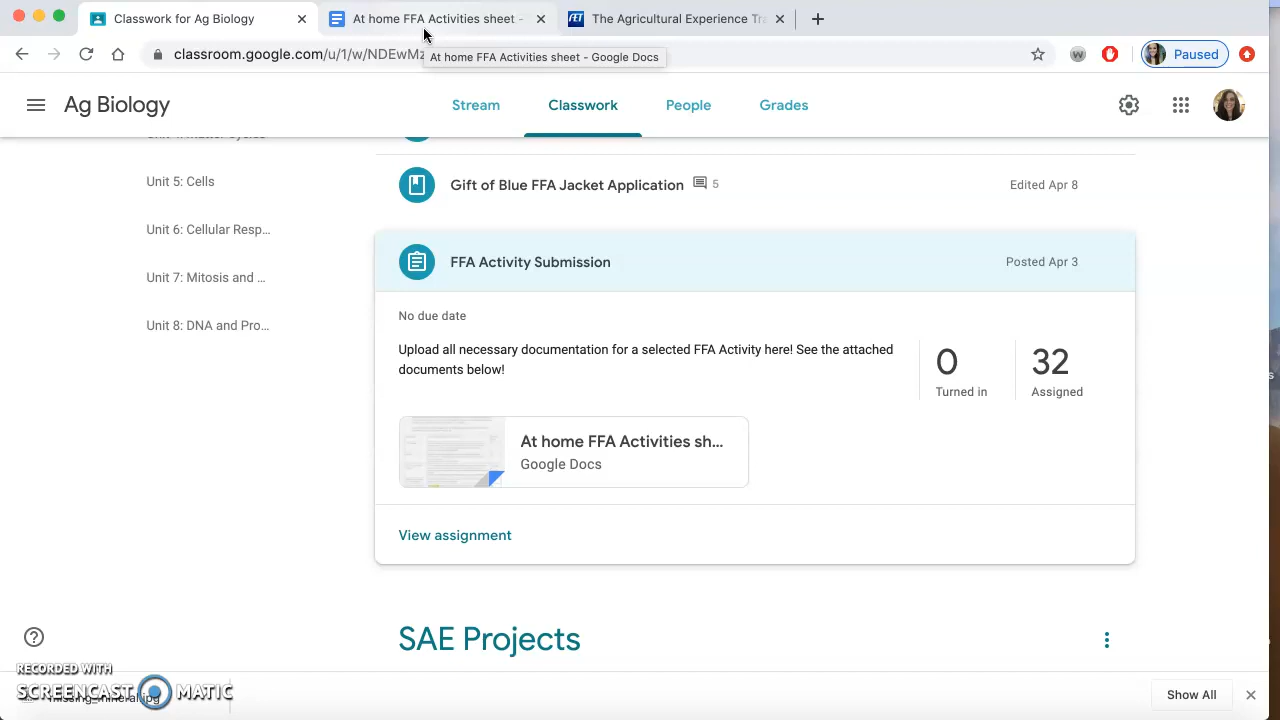 Classwork for Ag Biology
At home FFA Activities sheet -
The Agricultural Experience Tr
classroom.google.com/u/1/w/NDEwMz
At home FFA Activities sheet - Google Docs
Paused
Ag Biology
Stream
Classwork
People
Grades
Unit 5: Cells
Unit 6: Cellular Resp...
Unit 7: Mitosis and ...
Unit 8: DNA and Pro...
Gift of Blue FFA Jacket Application
5
Edited Apr 8
FFA Activity Submission
Posted Apr 3
No due date
Upload all necessary documentation for a selected FFA Activity here! See the attached
documents below!
0
Turned in
32
Assigned
At home FFA Activities sh...
Google Docs
View assignment
SAE Projects
RECORDED WITH
SCREENCAST MATIC
missing_mineral.jpg
Show All